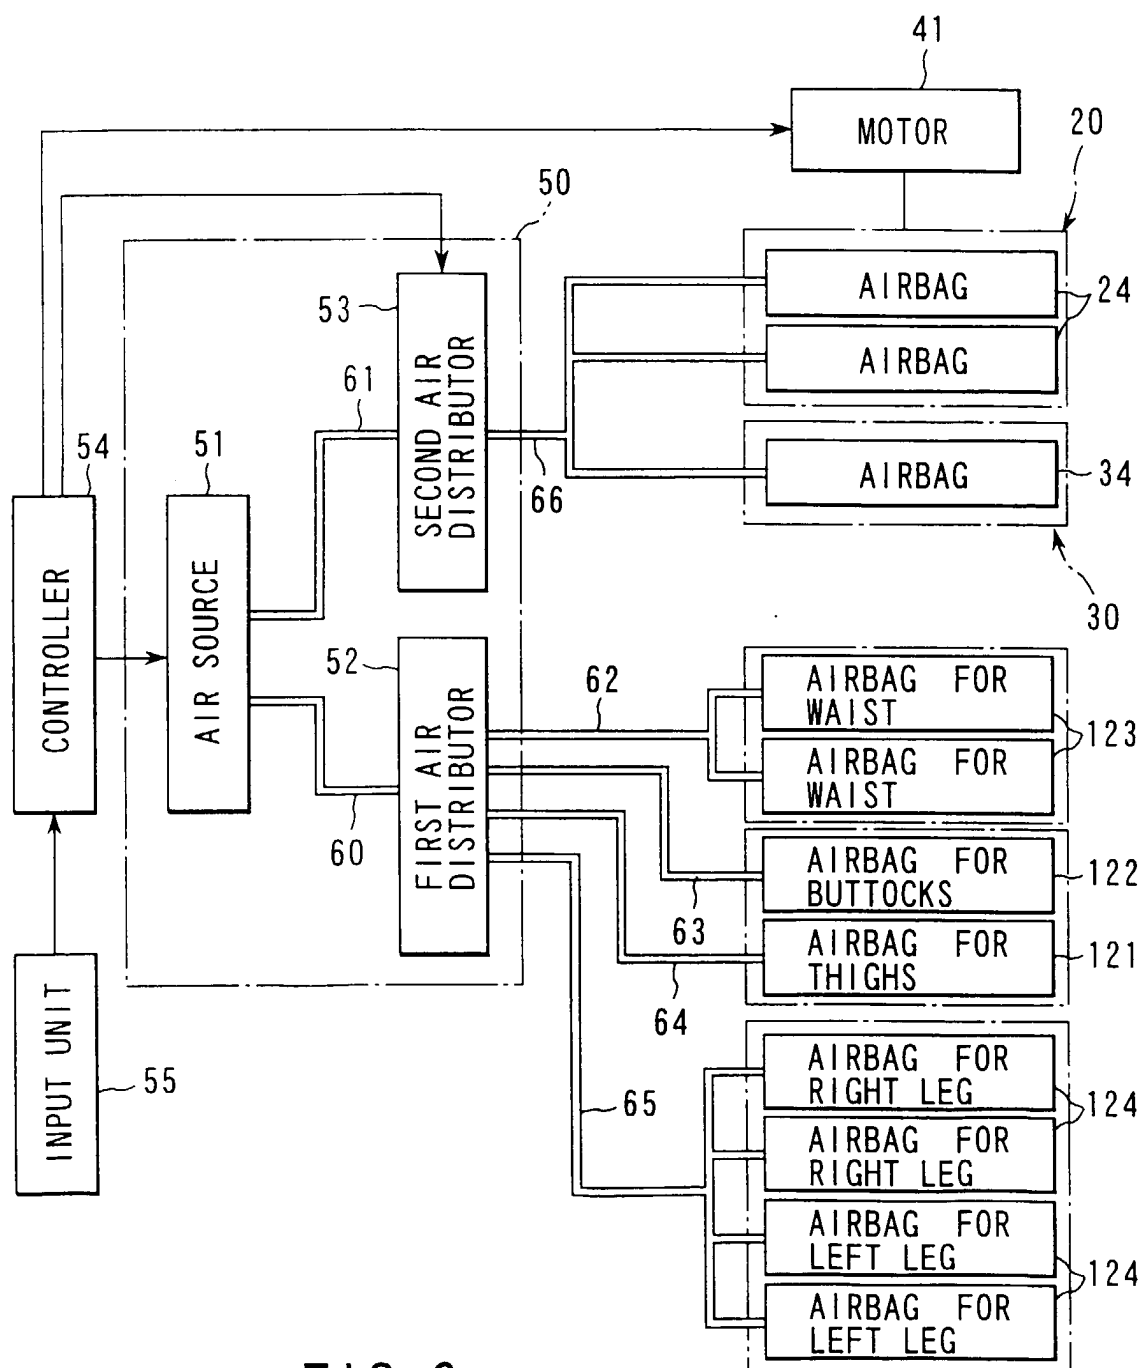 41
MOTOR
20
50
AIRBAG
24
AIRBAG
53
SECOND AIR
DISTRIBUTOR
61
66
AIRBAG
34
30
54
CONTROLLER
51
AIR SOURCE
52
FIRST AIR
DISTRIBUTOR
60
62
AIRBAG FOR
WAIST
123
AIRBAG FOR
WAIST
AIRBAG FOR
BUTTOCKS
122
63
AIRBAG FOR
THIGHS
121
64
INPUT UNIT
55
65
AIRBAG FOR
RIGHT LEG
124
AIRBAG FOR
RIGHT LEG
AIRBAG FOR
LEFT LEG
124
AIRBAG FOR
LEFT LEG